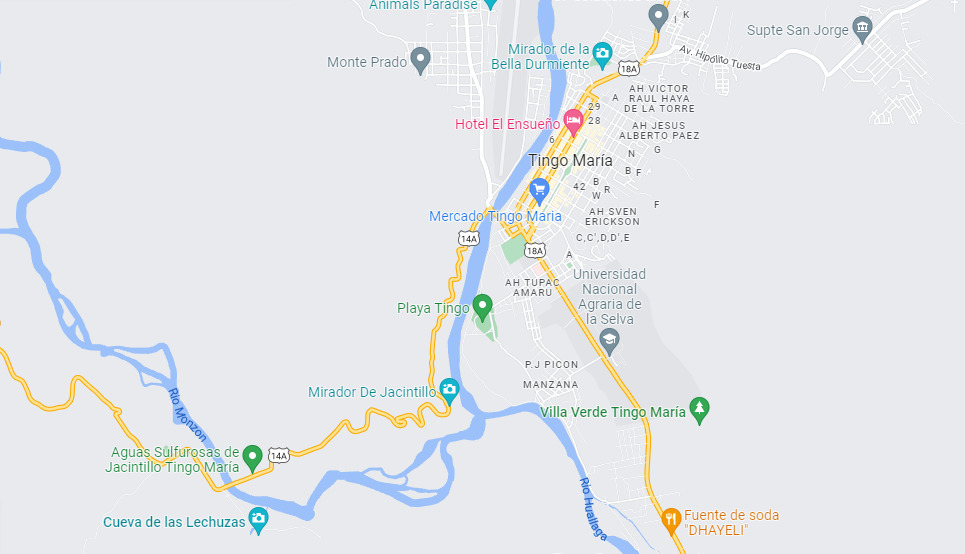 Animals Paradise
I K
Supte San Jorge
Mirador de la
Bella Durmiente
Av. Hipólito Tuesta
Monte Prado
18A
AH VICTOR
RAUL HAYA
DE LA TORRE
A
29
28
Hotel El Ensueño
AH JESUS
ALBERTO PAEZ
6
G
N
Tingo María
B F
42
B
R
W
Mercado Tingo Maria
F
AH SVEN
ERICKSON
14A
C,C',D,D',E
18A
A
Universidad
Nacional
Agraria de
la Selva
AH TUPAC
AMARU
Playa Tingo
P.J PICON
MANZANA
Mirador De Jacintillo
Villa Verde Tingo María
Río Monzon
Aguas Sulfurosas de
Jacintillo Tingo María
14A
Río Huallaga
Cueva de las Lechuzas
Fuente de soda
"DHAYELI"